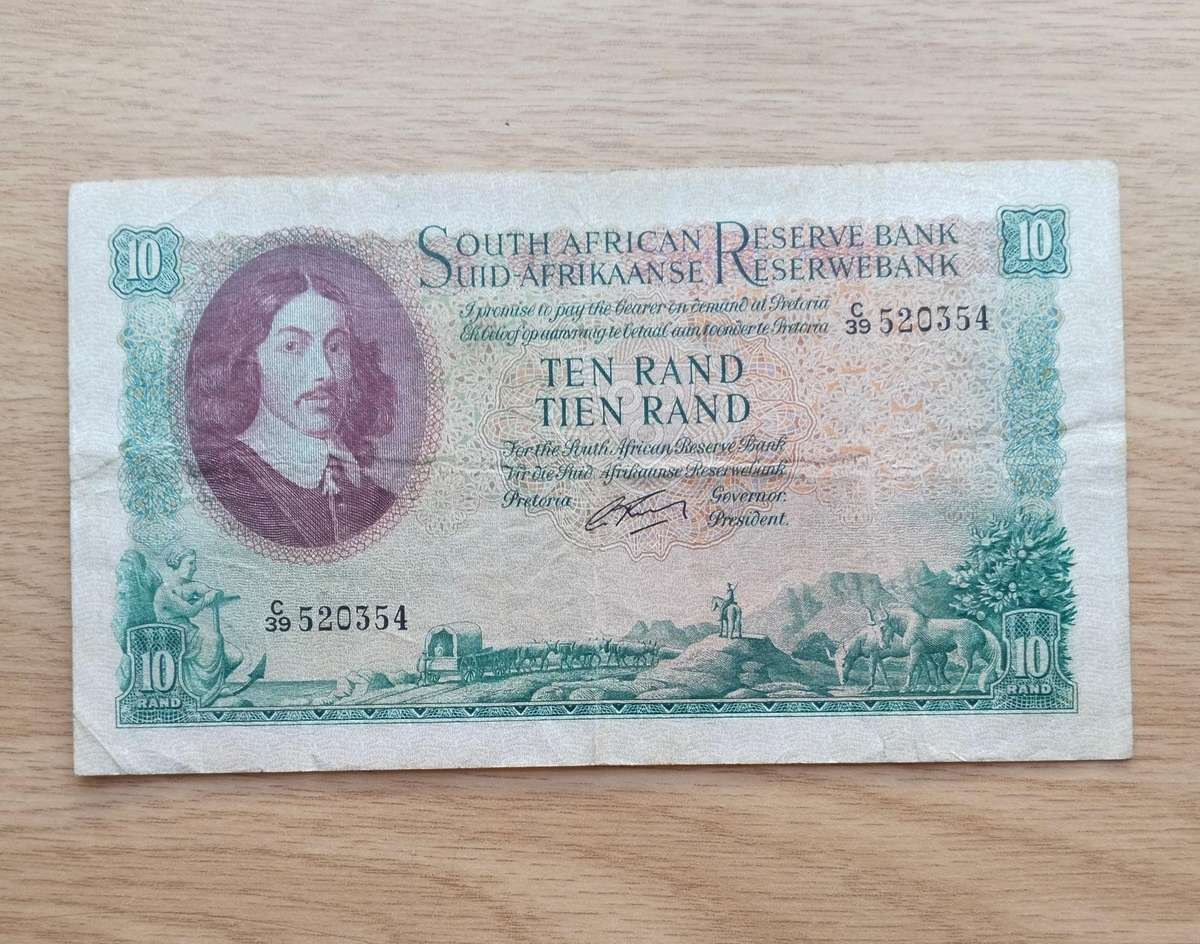 10
10
SOUTH AFRICAN RESERVE BANK
SUID-AFRIKAANSE RESERWEBANK
I promise to pay the bearer on demand at Pretoria
Ek beloof op aanvraag te betaal aan toonder te Pretoria
C/39 520354
TEN RAND
TIEN RAND
For the South African Reserve Bank
Vir die Suid Afrikaanse Reserwebank
Pretoria
Governor.
President.
C/39 520354
10
RAND
10
RAND